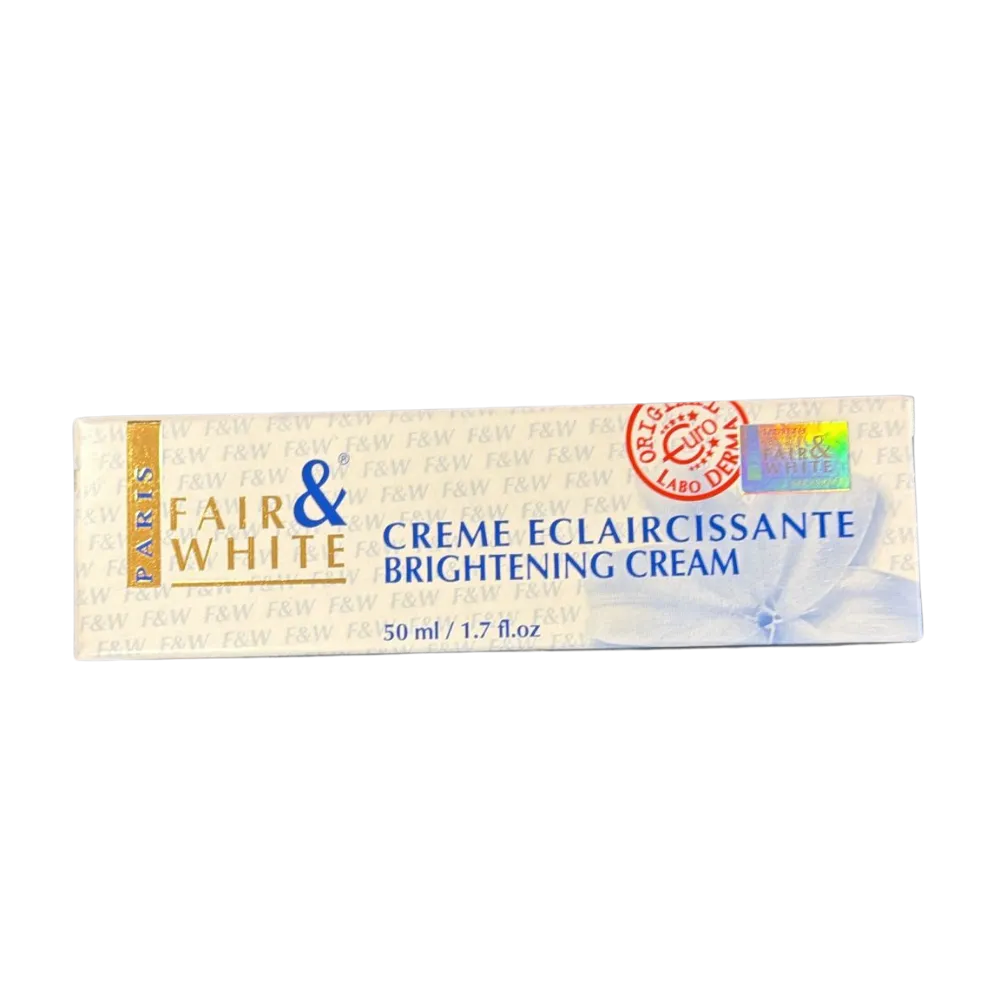 PARIS
FAIR &®
WHITE
CREME ECLAIRCISSANTE
BRIGHTENING CREAM
50 ml / 1.7 fl.oz
ORIGINAL
Euro
LABO DERMA
FAIR &
WHITE
F&W F&W F&W F&W F&W F&W